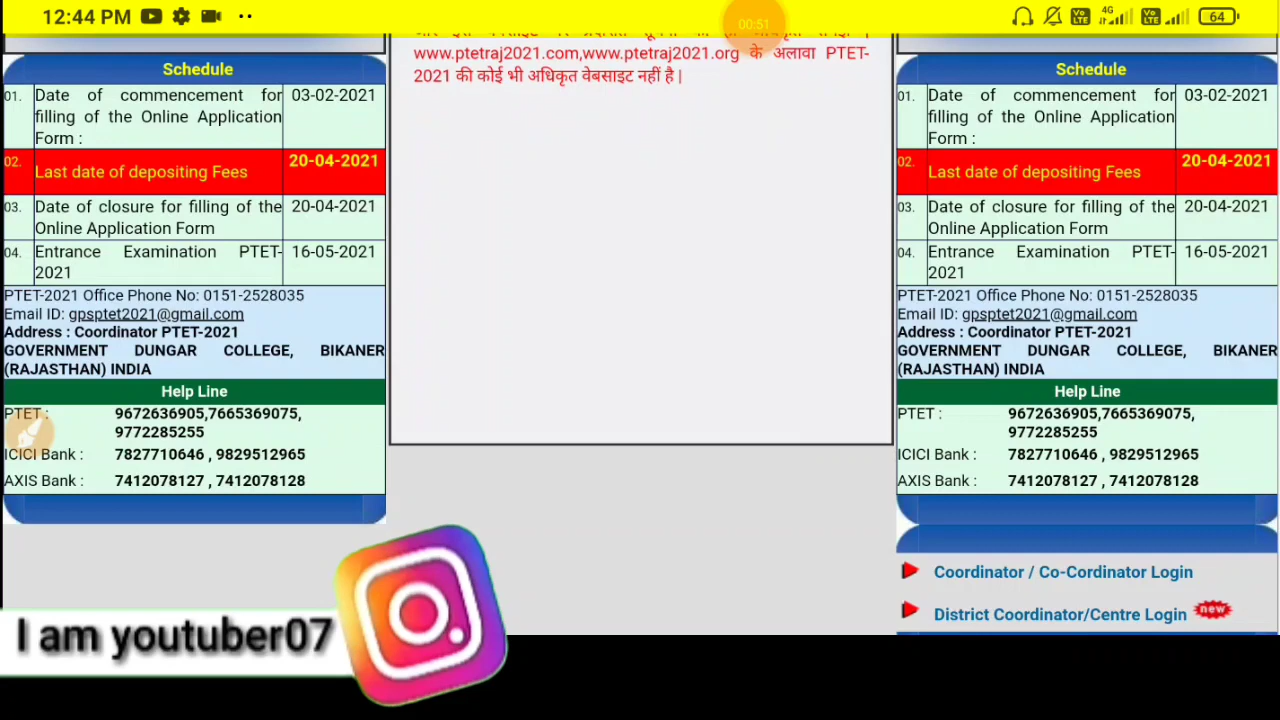 12:44 PM
00:51
4G
64
www.ptetraj2021.com,www.ptetraj2021.org के अलावा PTET-
2021 की कोई भी अधिकृत वेबसाइट नहीं है |
Schedule
01. Date of commencement for 03-02-2021
filling of the Online Application
Form :
02. Last date of depositing Fees 20-04-2021
03. Date of closure for filling of the 20-04-2021
Online Application Form
04. Entrance Examination PTET- 16-05-2021
2021
PTET-2021 Office Phone No: 0151-2528035
Email ID: gpsptet2021@gmail.com
Address : Coordinator PTET-2021
GOVERNMENT DUNGAR COLLEGE, BIKANER
(RAJASTHAN) INDIA
Help Line
PTET : 9672636905,7665369075,
9772285255
ICICI Bank : 7827710646 , 9829512965
AXIS Bank : 7412078127 , 7412078128
Schedule
01. Date of commencement for 03-02-2021
filling of the Online Application
Form :
02. Last date of depositing Fees 20-04-2021
03. Date of closure for filling of the 20-04-2021
Online Application Form
04. Entrance Examination PTET- 16-05-2021
2021
PTET-2021 Office Phone No: 0151-2528035
Email ID: gpsptet2021@gmail.com
Address : Coordinator PTET-2021
GOVERNMENT DUNGAR COLLEGE, BIKANER
(RAJASTHAN) INDIA
Help Line
PTET : 9672636905,7665369075,
9772285255
ICICI Bank : 7827710646 , 9829512965
AXIS Bank : 7412078127 , 7412078128
Coordinator / Co-Cordinator Login
District Coordinator/Centre Login new
I am youtuber07